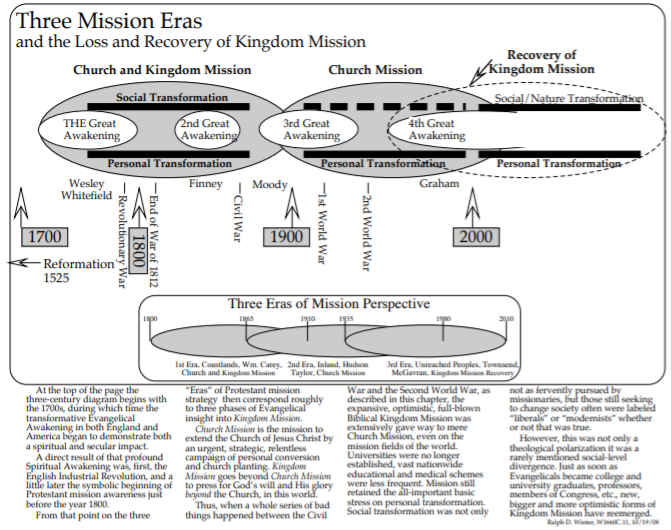 Three Mission Eras
and the Loss and Recovery of Kingdom Mission
Recovery of
Kingdom Mission
Church and Kingdom Mission
Church Mission
Social Transformation
Social/Nature Transformation
THE Great
Awakening
2nd Great
Awakening
3rd Great
Awakening
4th Great
Awakening
Personal Transformation
Personal Transformation
Personal Transformation
Wesley
Whitefield
Finney
Moody
Graham
Revolutionary War
End of War of 1812
Civil War
1st World War
2nd World War
1700
1800
1900
2000
Reformation
1525
Three Eras of Mission Perspective
1800
1865
1910
1935
1980
2010
1st Era, Coastlands, Wm. Carey,
Church and Kingdom Mission
2nd Era, Inland, Hudson
Taylor, Church Mission
3rd Era, Unreached Peoples, Townsend,
McGavran, Kingdom Mission Recovery
At the top of the page the
three-century diagram begins with
the 1700s, during which time the
transformative Evangelical
Awakening in both England and
America began to demonstrate both
a spiritual and secular impact.
A direct result of that profound
Spiritual Awakening was, first, the
English Industrial Revolution, and a
little later the symbolic beginning of
Protestant mission awareness just
before the year 1800.
From that point on the three
"Eras" of Protestant mission
strategy then correspond roughly
to three phases of Evangelical
insight into Kingdom Mission.
Church Mission is the mission to
extend the Church of Jesus Christ by
an urgent, strategic, relentless
campaign of personal conversion
and church planting. Kingdom
Mission goes beyond Church Mission
to press for God's will and His glory
beyond the Church, in this world.
Thus, when a whole series of bad
things happened between the Civil
War and the Second World War, as
described in this chapter, the
expansive, optimistic, full-blown
Biblical Kingdom Mission was
extensively gave way to mere
Church Mission, even on the
mission fields of the world.
Universities were no longer
established, vast nationwide
educational and medical schemes
were less frequent. Mission still
retained the all-important basic
stress on personal transformation.
Social transformation was not only
not as fervently pursued by
missionaries, but those still seeking
to change society often were labeled
"liberals" or "modernists" whether
or not that was true.
However, this was not only a
theological polarization it was a
rarely mentioned social-level
divergence. Just as soon as
Evangelicals became college and
university graduates, professors,
members of Congress, etc., new,
bigger and more optimistic forms of
Kingdom Mission have reemerged.
Ralph D. Winter, W1660C.11, 10/19/08